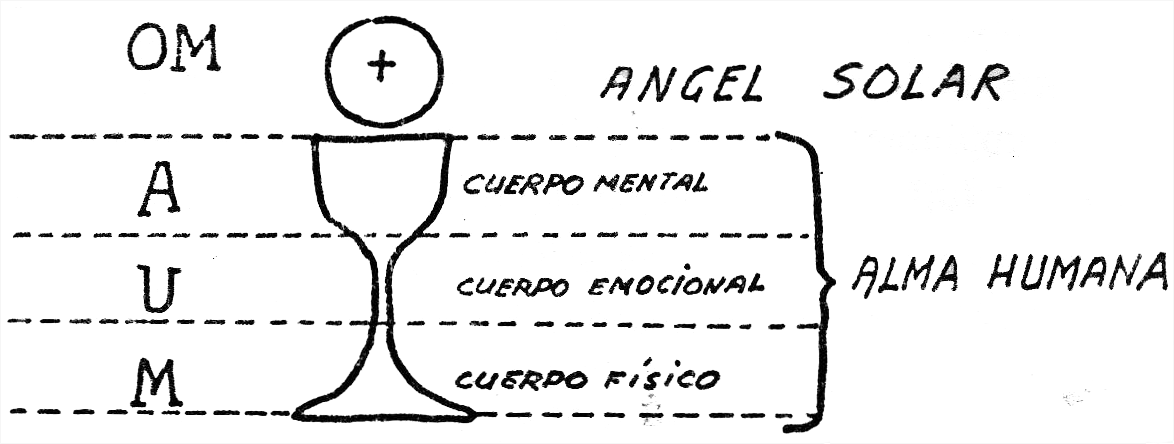 OM + ANGEL SOLAR
A CUERPO MENTAL
U CUERPO EMOCIONAL
ALMA HUMANA
M CUERPO FÍSICO